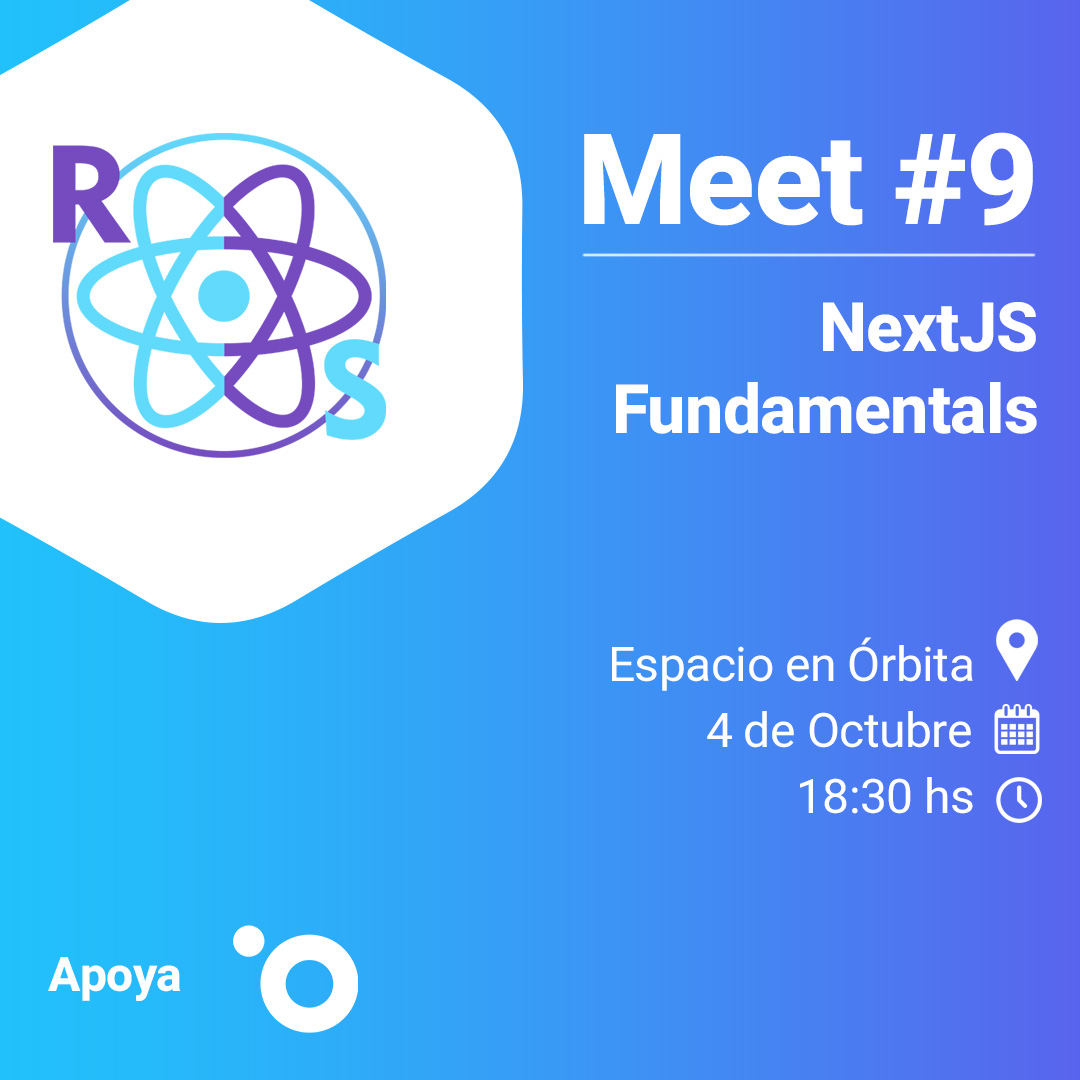 R
S
Meet #9
NextJS
Fundamentals
Espacio en Órbita
4 de Octubre
18:30 hs
Apoya